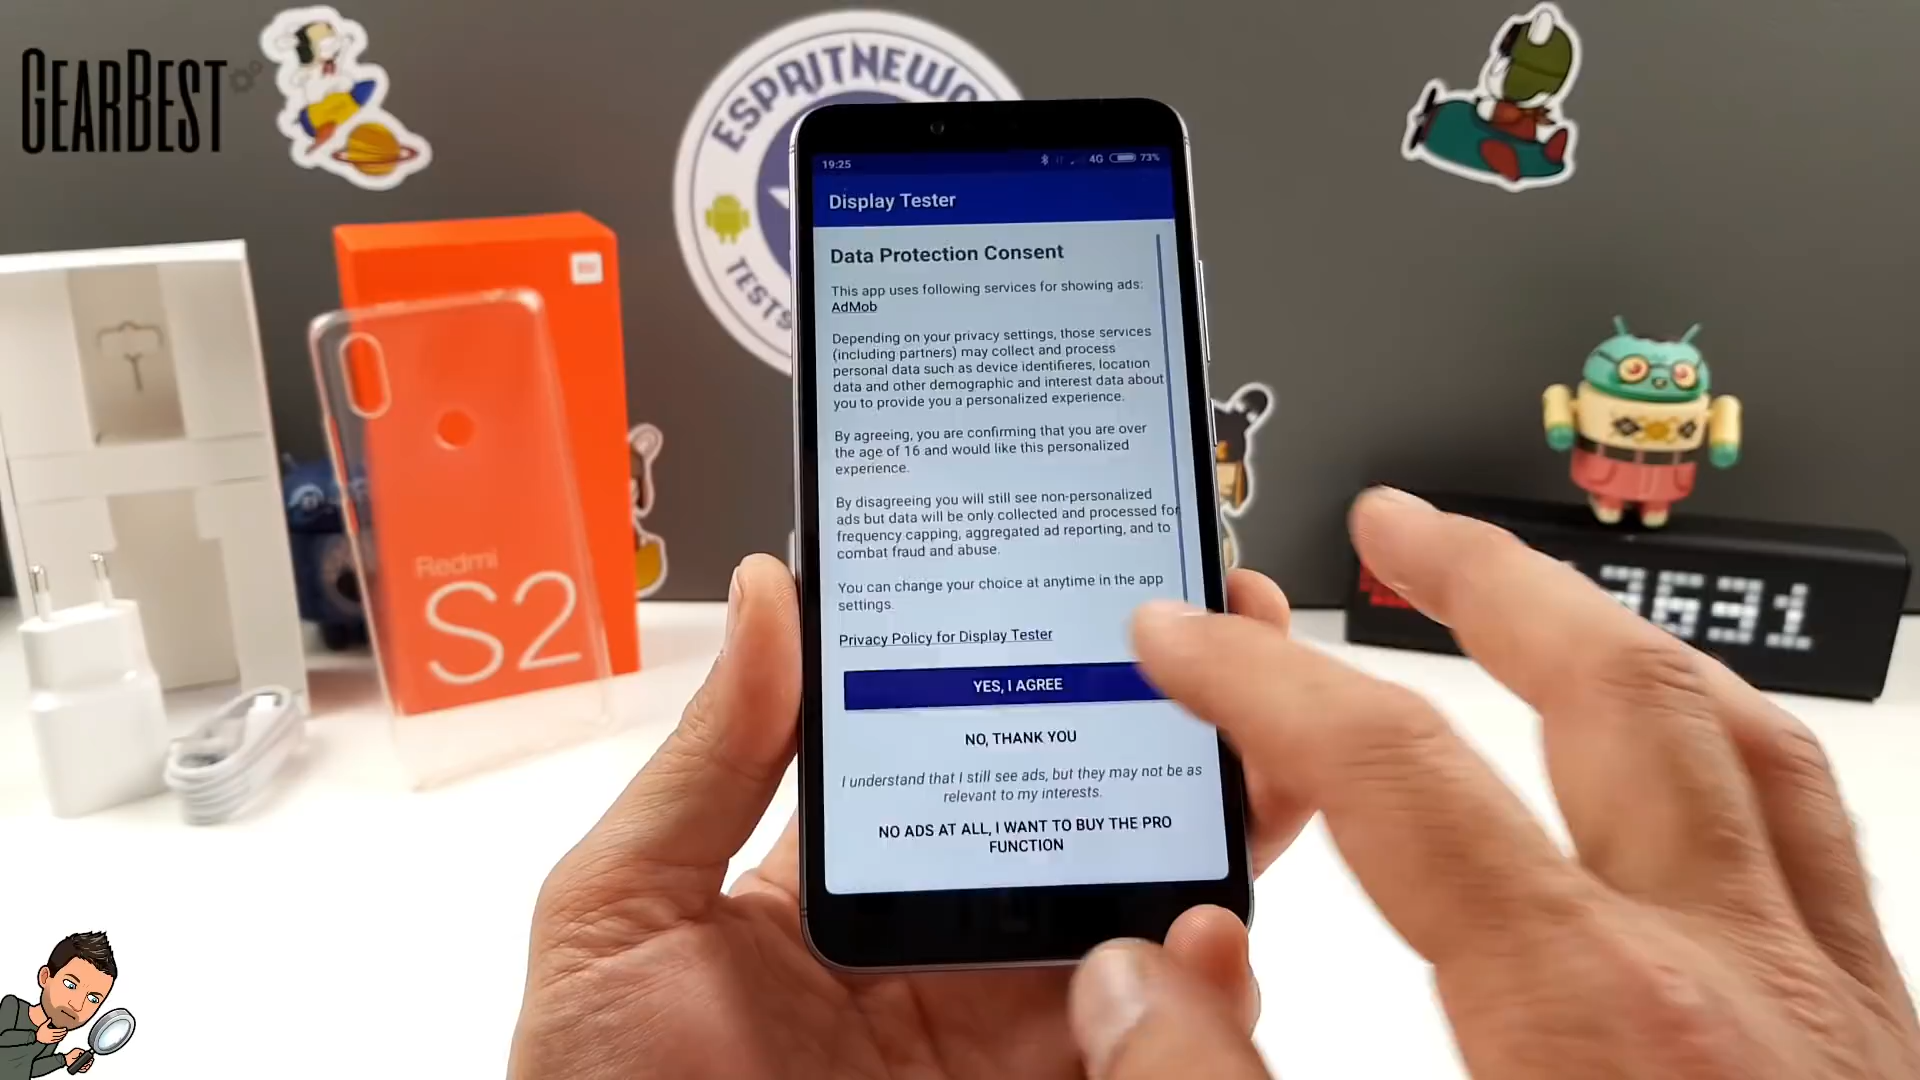 GEARBEST
ESPRITNEWO
TESTS
19:25
4G 73%
Display Tester
Data Protection Consent
This app uses following services for showing ads:
AdMob
Depending on your privacy settings, those services
(including partners) may collect and process
personal data such as device identifieres, location
data and other demographic and interest data about
you to provide you a personalized experience.
By agreeing, you are confirming that you are over
the age of 16 and would like this personalized
experience.
By disagreeing you will still see non-personalized
ads but data will be only collected and processed for
frequency capping, aggregated ad reporting, and to
combat fraud and abuse.
You can change your choice at anytime in the app
settings.
Privacy Policy for Display Tester
YES, I AGREE
NO, THANK YOU
I understand that I still see ads, but they may not be as
relevant to my interests.
NO ADS AT ALL, I WANT TO BUY THE PRO
FUNCTION
Redmi
S2